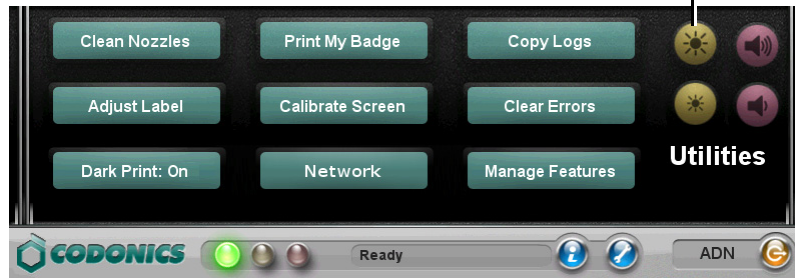 Clean Nozzles Print My Badge Copy Logs
Adjust Label Calibrate Screen Clear Errors
Utilities
Dark Print: On Network Manage Features
CODONICS Ready i ADN